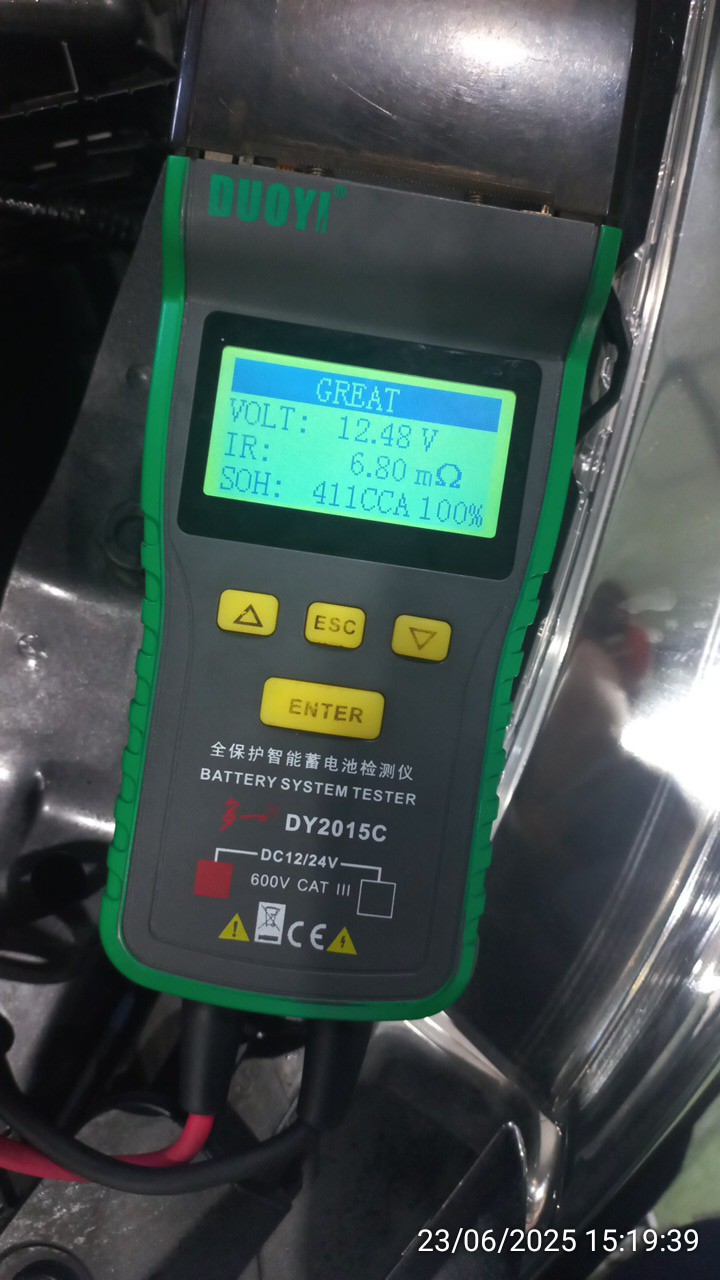 DUOYI
GREAT
VOLT: 12.48 V
IR: 6.80 mΩ
SOH: 411CCA 100%
ESC
ENTER
全保护智能蓄电池检测仪
BATTERY SYSTEM TESTER
多一 DY2015C
DC12/24V
600V CAT III
CE
23/06/2025 15:19:39